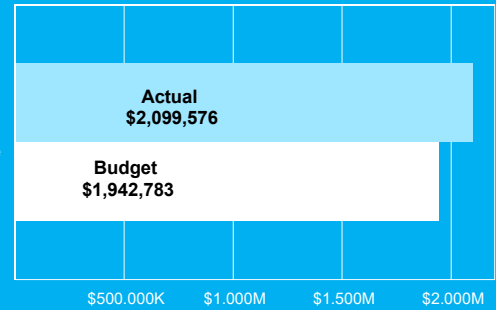 Actual
$2,099,576
Budget
$1,942,783
$500.000K $1.000M $1.500M $2.000M